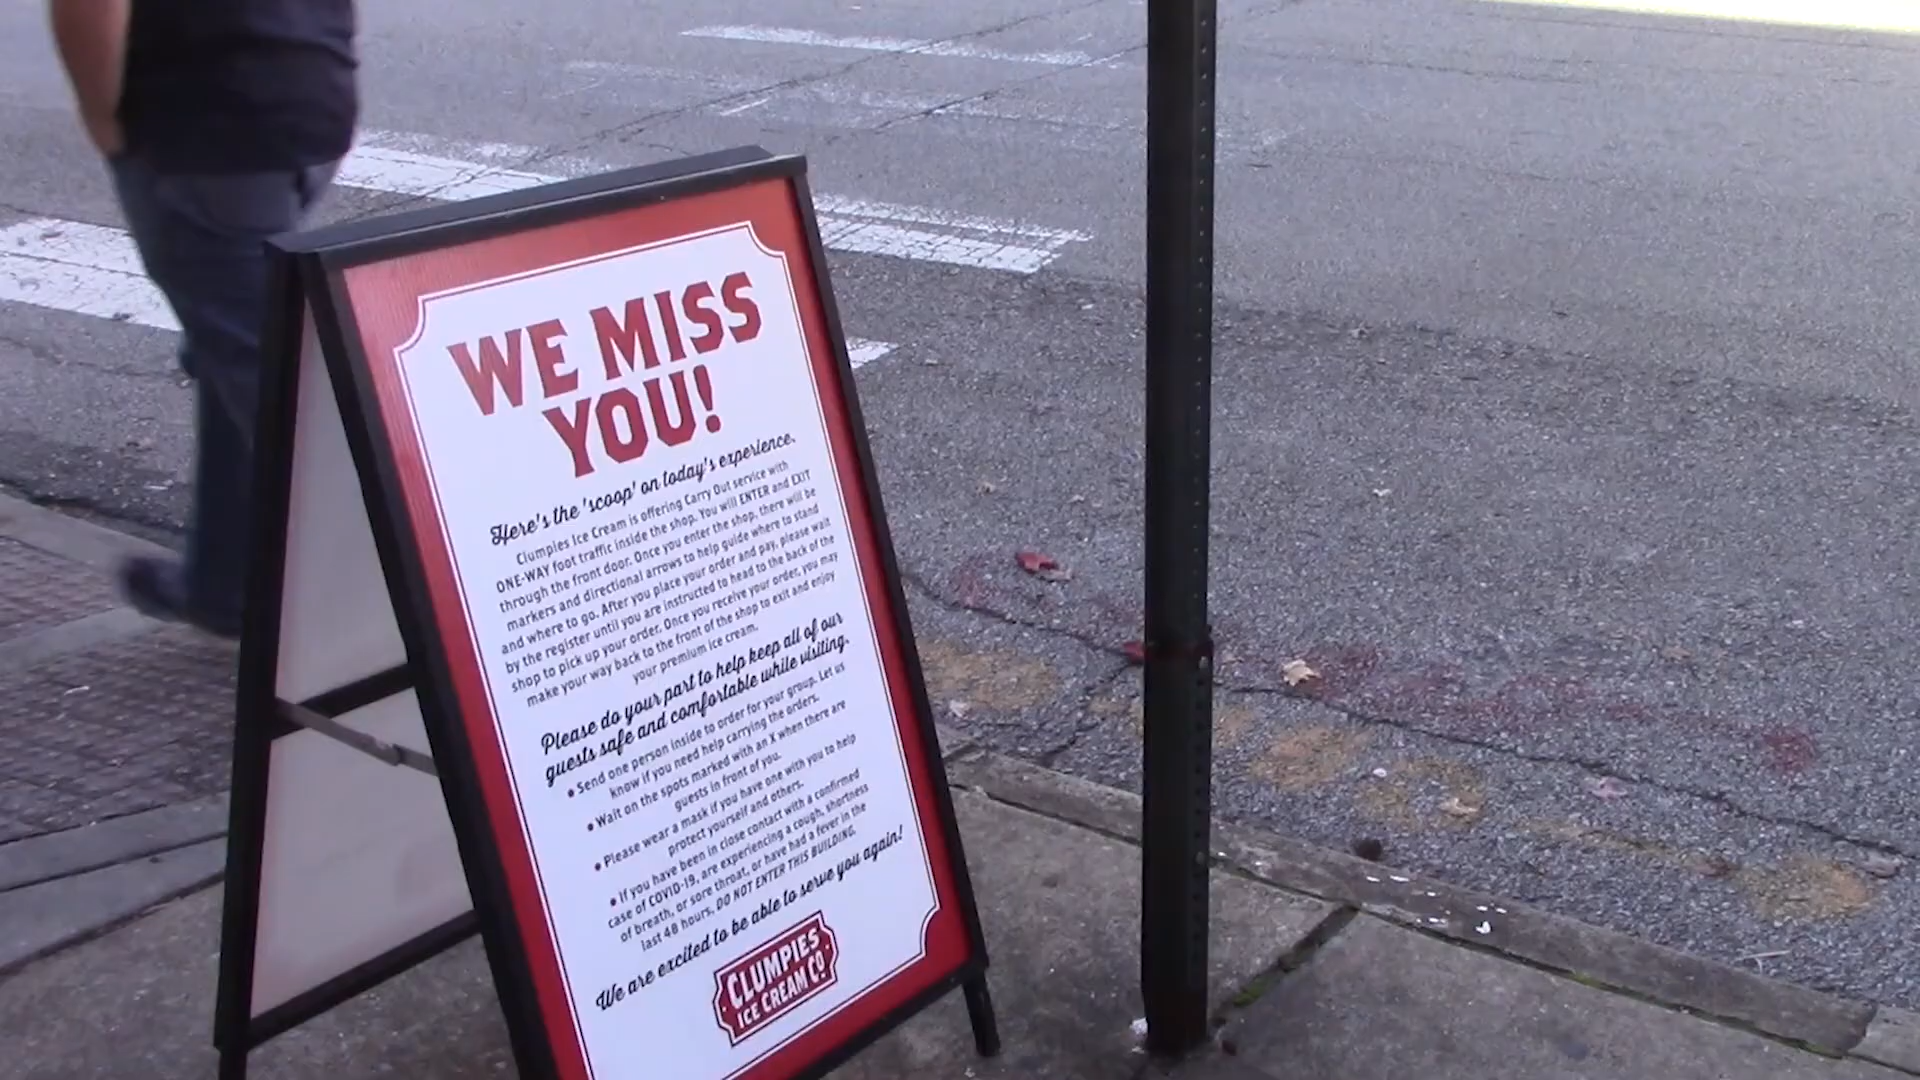 WE MISS
YOU!
Here's the 'scoop' on today's experience.
Clumpies Ice Cream is offering Carry Out service with
ONE-WAY foot traffic inside the shop. You will ENTER and EXIT
through the front door. Once you enter the shop, there will be
markers and directional arrows to help guide where to stand
and where to go. After you place your order and pay, please wait
by the register until you are instructed to head to the back of the
shop to pick up your order. Once you receive your order, you may
make your way back to the front of the shop to exit and enjoy
your premium ice cream.
Please do your part to help keep all of our
guests safe and comfortable while visiting.
• Send one person inside to order for your group. Let us
know if you need help carrying the orders.
• Wait on the spots marked with an X when there are
guests in front of you.
• Please wear a mask if you have one with you to help
protect yourself and others.
• If you have been in close contact with a confirmed
case of COVID-19, are experiencing a cough, shortness
of breath, or sore throat, or have had a fever in the
last 48 hours, DO NOT ENTER THIS BUILDING.
We are excited to be able to serve you again!
CLUMPIES
ICE CREAM CO